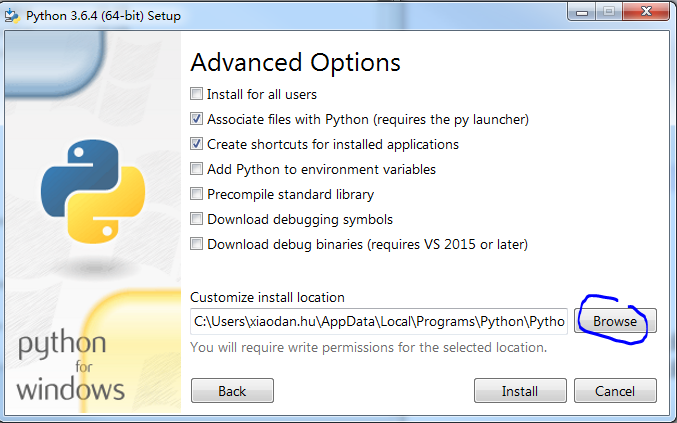 Python 3.6.4 (64-bit) Setup
Advanced Options
Install for all users
Associate files with Python (requires the py launcher)
Create shortcuts for installed applications
Add Python to environment variables
Precompile standard library
Download debugging symbols
Download debug binaries (requires VS 2015 or later)
Customize install location
C:\Users\xiaodan.hu\AppData\Local\Programs\Python\Pytho
Browse
You will require write permissions for the selected location.
python
for
windows
Back
Install
Cancel